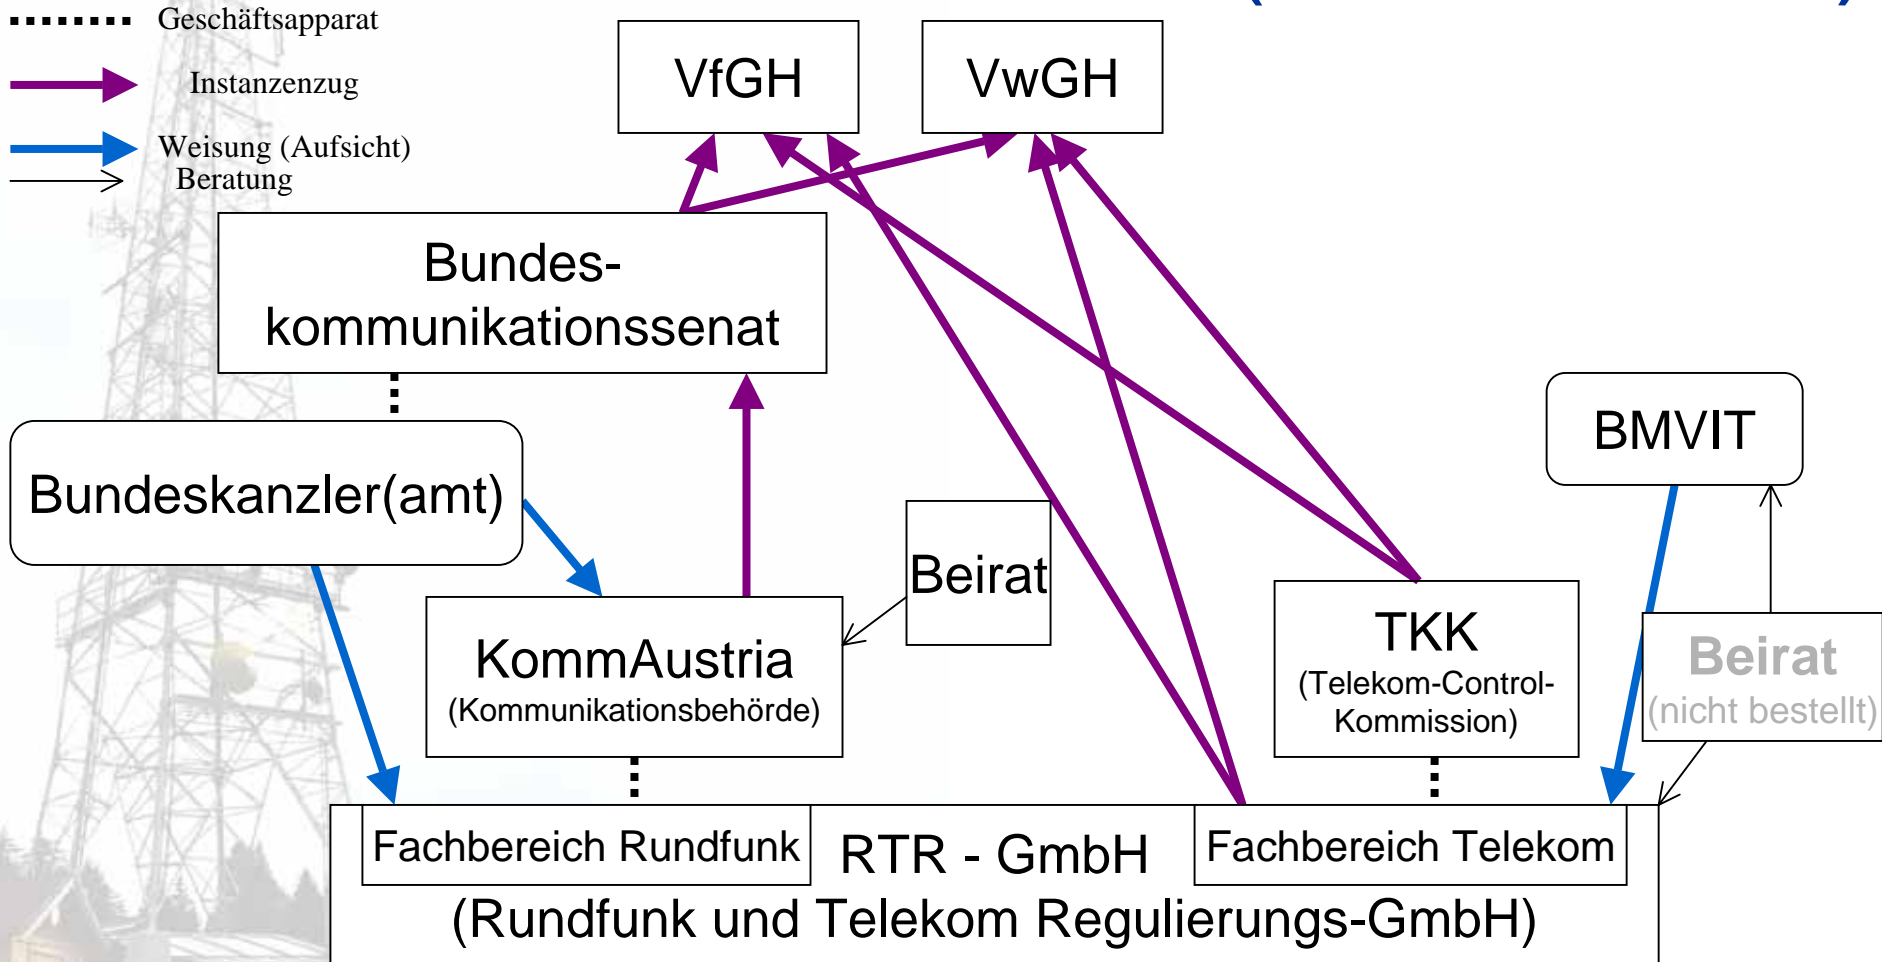 Geschäftsapparat
Instanzenzug
Weisung (Aufsicht)
Beratung
VfGH
VwGH
Bundes-
kommunikationssenat
Bundeskanzler(amt)
BMVIT
Beirat
KommAustria
(Kommunikationsbehörde)
TKK
(Telekom-Control-
Kommission)
Beirat
(nicht bestellt)
Fachbereich Rundfunk
RTR - GmbH
Fachbereich Telekom
(Rundfunk und Telekom Regulierungs-GmbH)